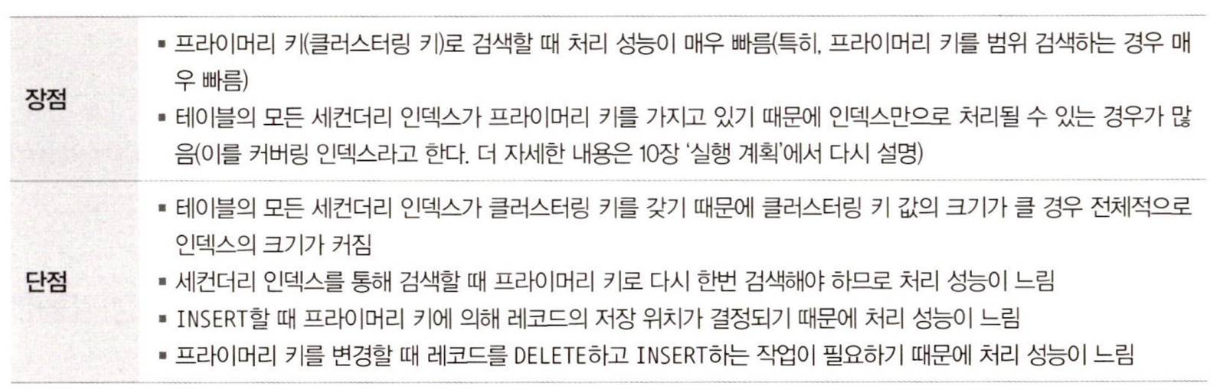 장점
▪ 프라이머리 키(클러스터링 키)로 검색할 때 처리 성능이 매우 빠름(특히, 프라이머리 키를 범위 검색하는 경우 매
우 빠름)
▪ 테이블의 모든 세컨더리 인덱스가 프라이머리 키를 가지고 있기 때문에 인덱스만으로 처리될 수 있는 경우가 많
음(이를 커버링 인덱스라고 한다. 더 자세한 내용은 10장 '실행 계획'에서 다시 설명)
단점
▪ 테이블의 모든 세컨더리 인덱스가 클러스터링 키를 갖기 때문에 클러스터링 키 값의 크기가 클 경우 전체적으로
인덱스의 크기가 커짐
▪ 세컨더리 인덱스를 통해 검색할 때 프라이머리 키로 다시 한번 검색해야 하므로 처리 성능이 느림
▪ INSERT할 때 프라이머리 키에 의해 레코드의 저장 위치가 결정되기 때문에 처리 성능이 느림
▪ 프라이머리 키를 변경할 때 레코드를 DELETE하고 INSERT하는 작업이 필요하기 때문에 처리 성능이 느림